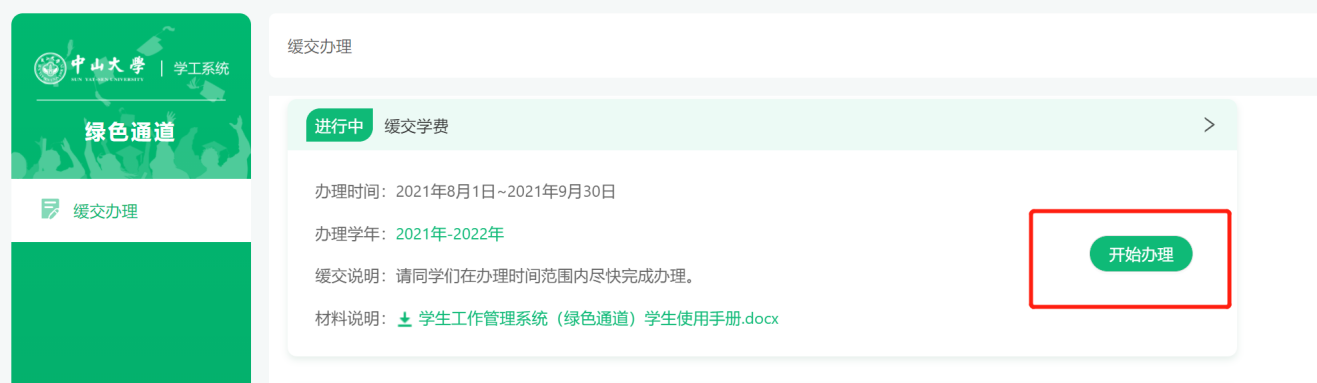 中山大學
SUN YAT-SEN UNIVERSITY
学工系统
绿色通道
缓交办理
缓交办理
进行中 缓交学费
办理时间：2021年8月1日~2021年9月30日
办理学年：2021年-2022年
开始办理
缓交说明：请同学们在办理时间范围内尽快完成办理。
材料说明： 学生工作管理系统（绿色通道）学生使用手册.docx